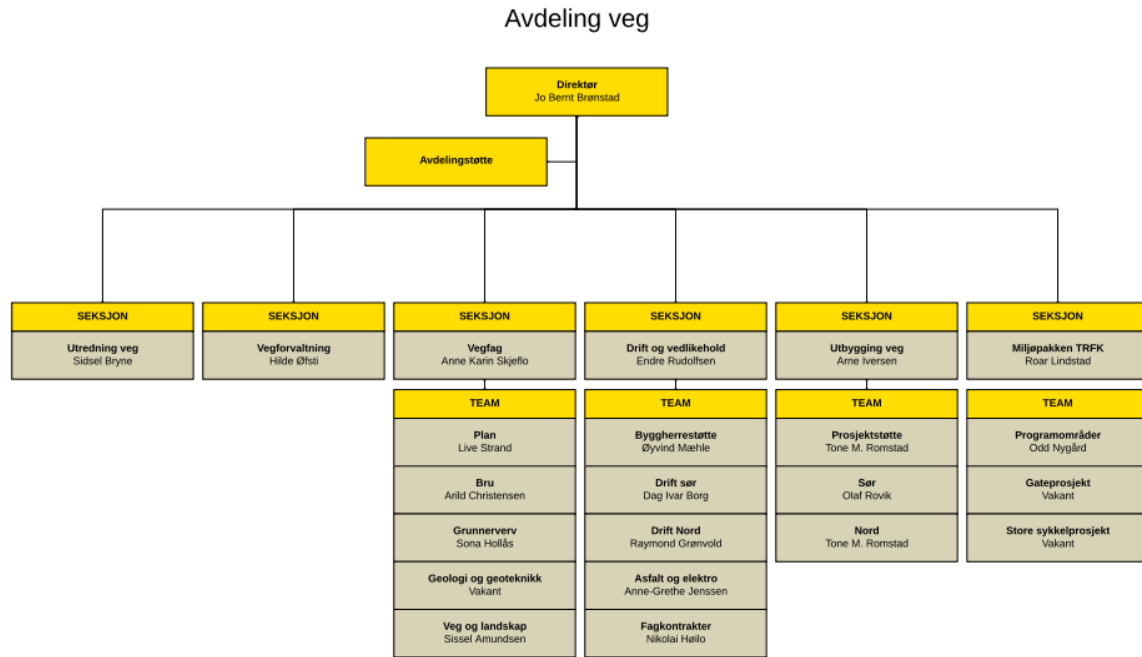 Avdeling veg
Direktør
Jo Bernt Brønstad
Avdelingstøtte
SEKSJON
Utredning veg
Sidsel Bryne
SEKSJON
Vegforvaltning
Hilde Øfsti
SEKSJON
Vegfag
Anne Karin Skjeflo
TEAM
Plan
Live Strand
Bru
Arild Christensen
Grunnerverv
Sona Hollås
Geologi og geoteknikk
Vakant
Veg og landskap
Sissel Amundsen
SEKSJON
Drift og vedlikehold
Endre Rudolfsen
TEAM
Byggherrestøtte
Øyvind Mæhle
Drift sør
Dag Ivar Borg
Drift Nord
Raymond Grønvold
Asfalt og elektro
Anne-Grethe Jenssen
Fagkontrakter
Nikolai Høilo
SEKSJON
Utbygging veg
Arne Iversen
TEAM
Prosjektstøtte
Tone M. Romstad
Sør
Olaf Rovik
Nord
Tone M. Romstad
SEKSJON
Miljøpakken TRFK
Roar Lindstad
TEAM
Programområder
Odd Nygård
Gateprosjekt
Vakant
Store sykkelprosjekt
Vakant